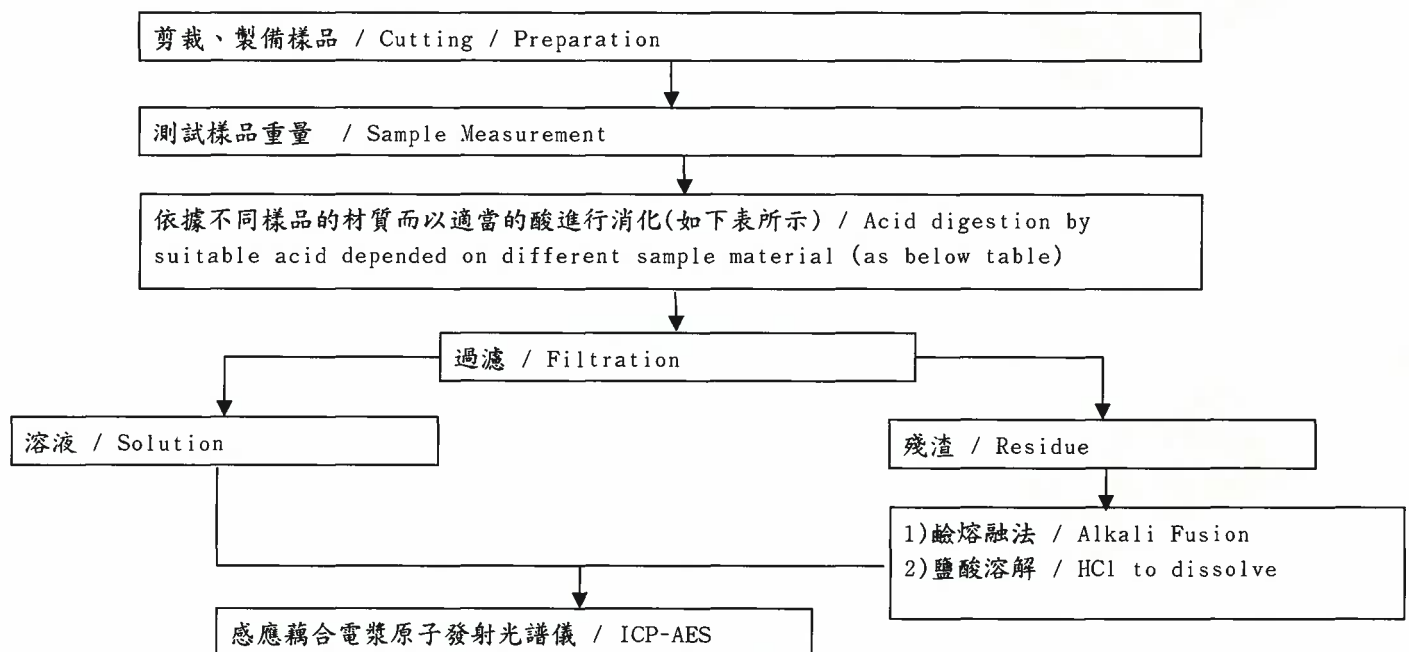 剪裁、製備樣品 / Cutting / Preparation
測試樣品重量 / Sample Measurement
依據不同樣品的材質而以適當的酸進行消化(如下表所示) / Acid digestion by
suitable acid depended on different sample material (as below table)
過濾 / Filtration
溶液 / Solution
殘渣 / Residue
1)鹼熔融法 / Alkali Fusion
2)鹽酸溶解 / HCl to dissolve
感應藕合電漿原子發射光譜儀 / ICP-AES